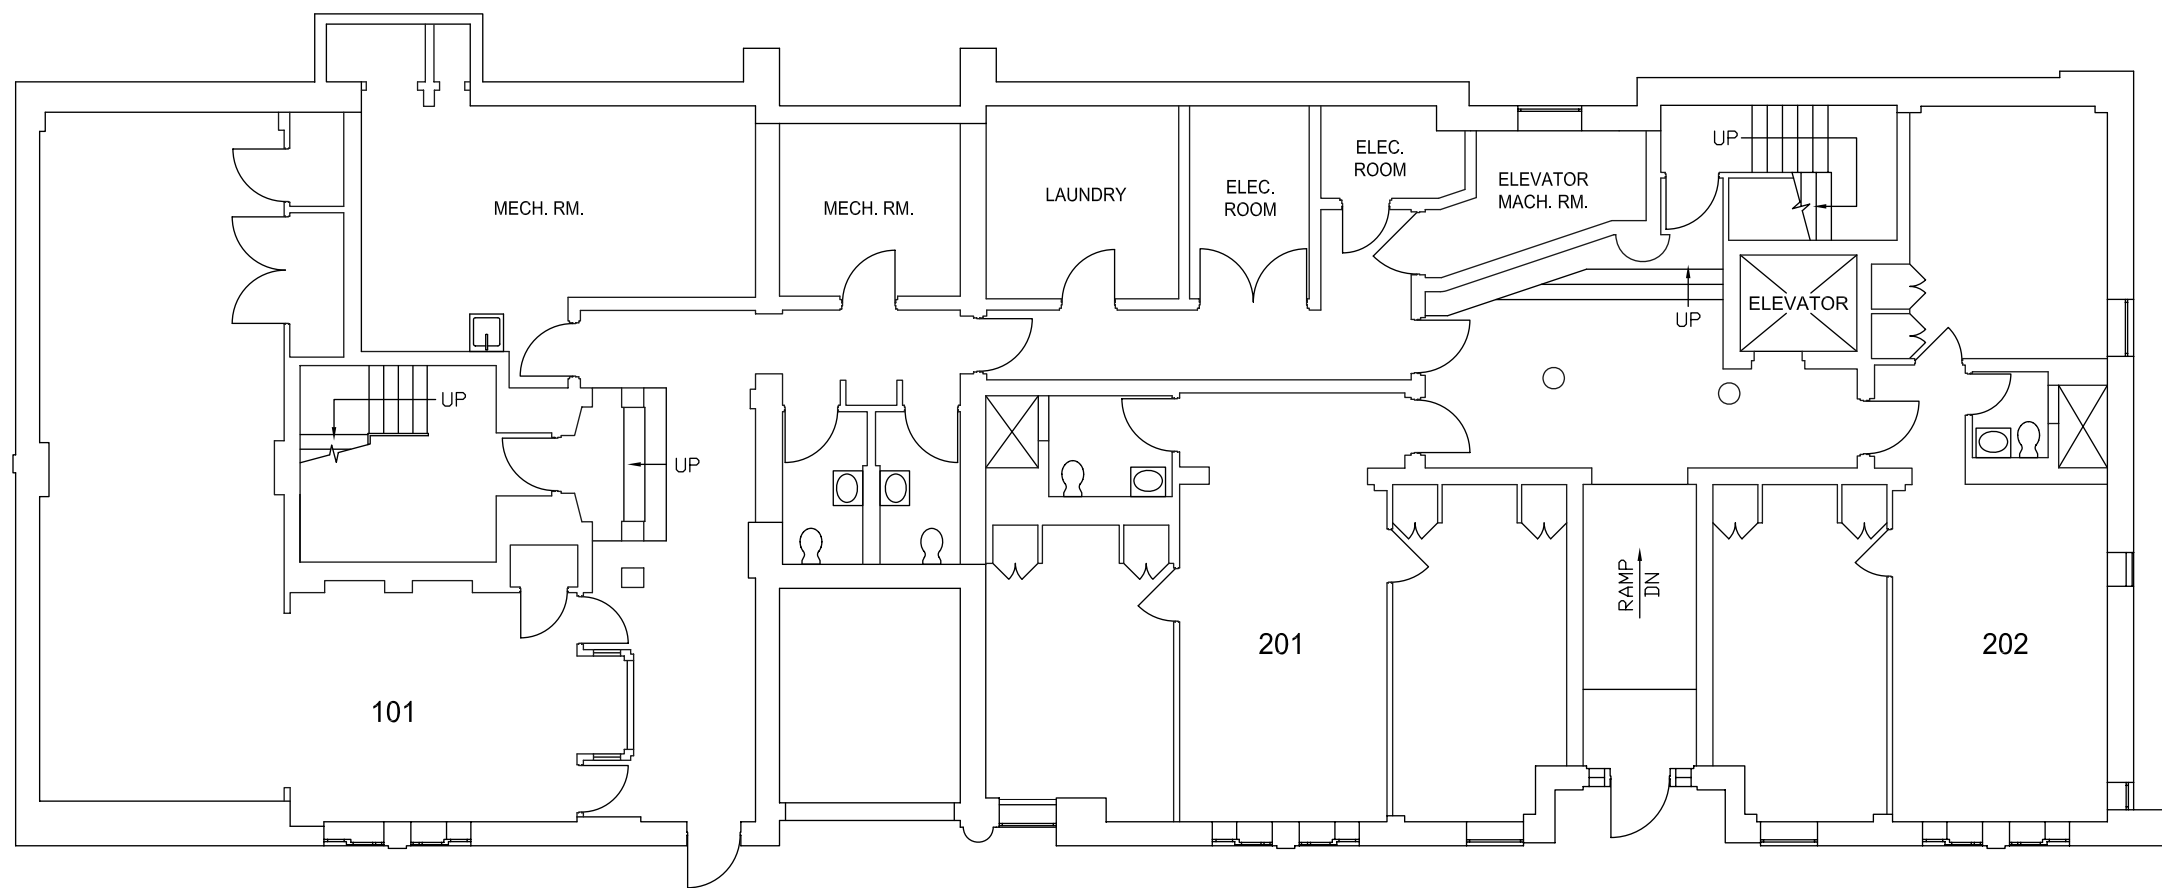 UP
ELEC.
ROOM
ELEVATOR
MACH. RM.
MECH. RM.
MECH. RM.
LAUNDRY
ELEC.
ROOM
ELEVATOR
UP
UP
UP
RAMP
DN
201
202
101